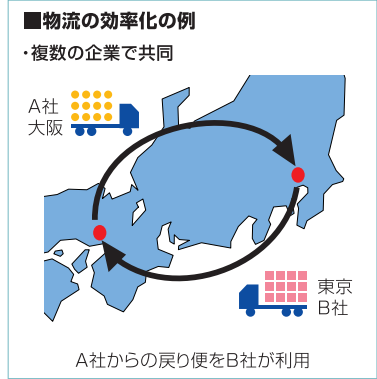 ■物流の効率化の例
・複数の企業で共同
A社
大阪
東京
B社
A社からの戻り便をB社が利用